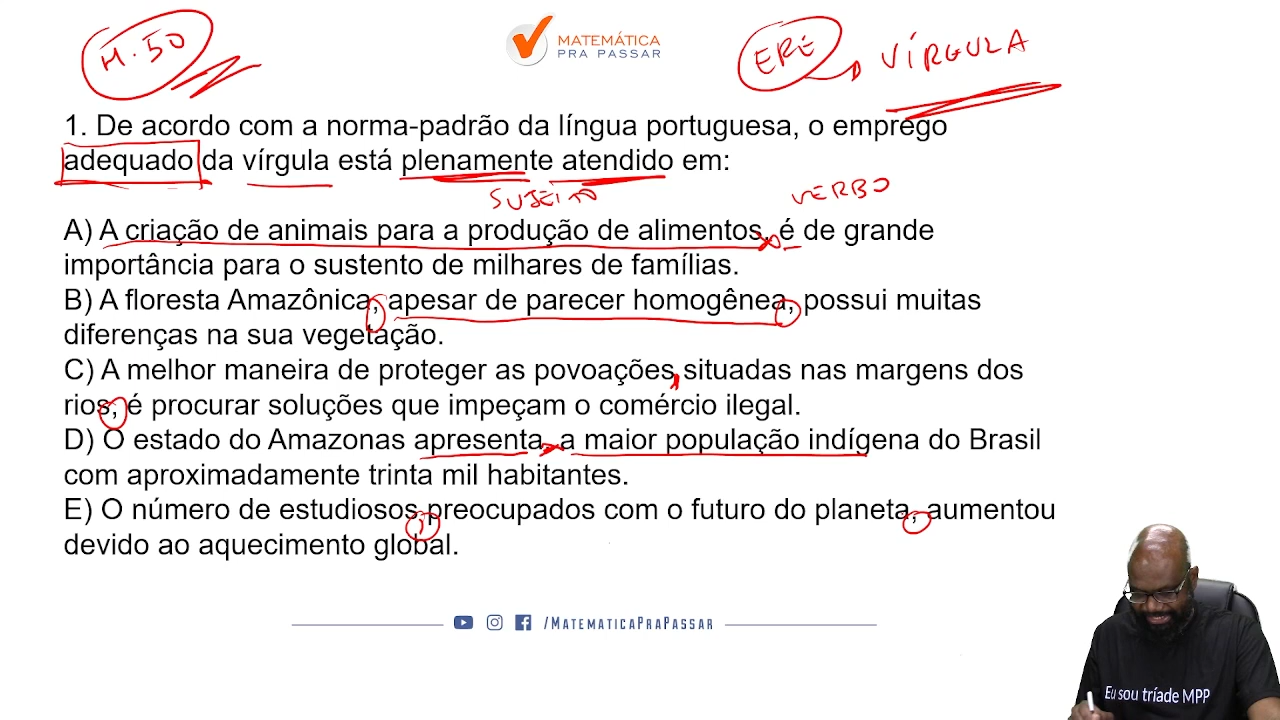 M.50
MATEMÁTICA
PRA PASSAR
ERE
VÍRGULA
1. De acordo com a norma-padrão da língua portuguesa, o emprego
adequado da vírgula está plenamente atendido em:
SUJEITO
VERBO
A) A criação de animais para a produção de alimentos, é de grande
importância para o sustento de milhares de famílias.
B) A floresta Amazônica, apesar de parecer homogênea, possui muitas
diferenças na sua vegetação.
C) A melhor maneira de proteger as povoações, situadas nas margens dos
rios, é procurar soluções que impeçam o comércio ilegal.
D) O estado do Amazonas apresenta, a maior população indígena do Brasil
com aproximadamente trinta mil habitantes.
E) O número de estudiosos, preocupados com o futuro do planeta, aumentou
devido ao aquecimento global.
/MATEMATICAPRAPASSAR
Eu sou tríade MPP